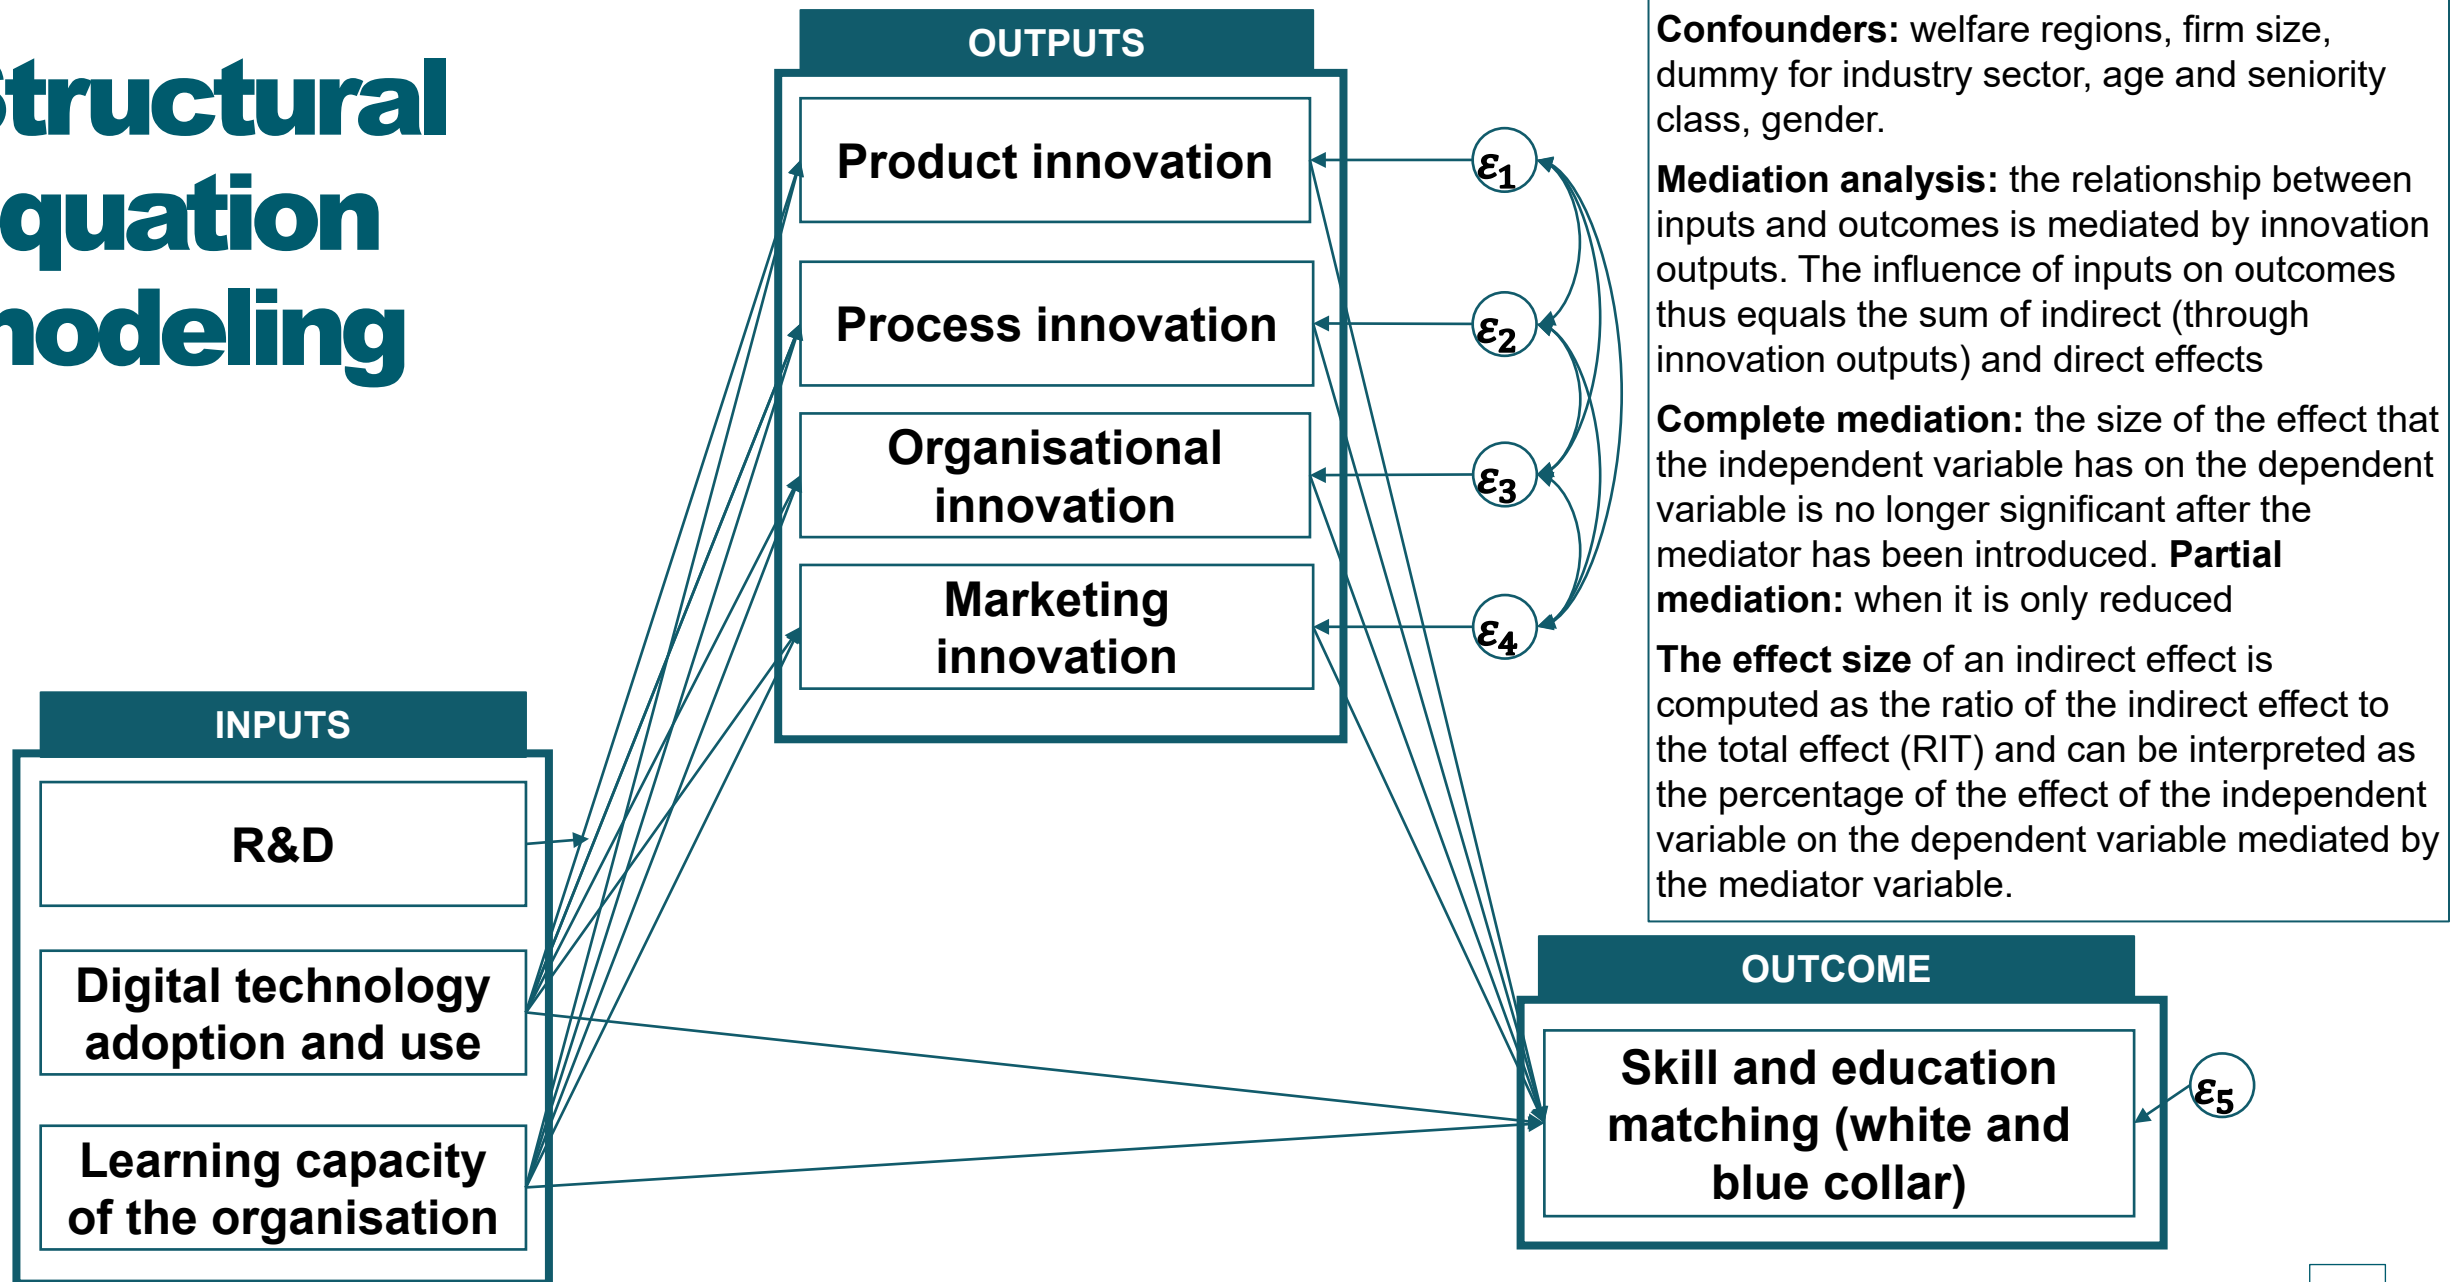 Structural
quation
modeling
OUTPUTS
Product innovation
Process innovation
Organisational
innovation
Marketing
innovation
ε1
ε2
ε3
ε4
INPUTS
R&D
Digital technology
adoption and use
Learning capacity
of the organisation
Confounders: welfare regions, firm size,
dummy for industry sector, age and seniority
class, gender.
Mediation analysis: the relationship between
inputs and outcomes is mediated by innovation
outputs. The influence of inputs on outcomes
thus equals the sum of indirect (through
innovation outputs) and direct effects
Complete mediation: the size of the effect that
the independent variable has on the dependent
variable is no longer significant after the
mediator has been introduced. Partial
mediation: when it is only reduced
The effect size of an indirect effect is
computed as the ratio of the indirect effect to
the total effect (RIT) and can be interpreted as
the percentage of the effect of the independent
variable on the dependent variable mediated by
the mediator variable.
OUTCOME
Skill and education
matching (white and
blue collar)
ε5